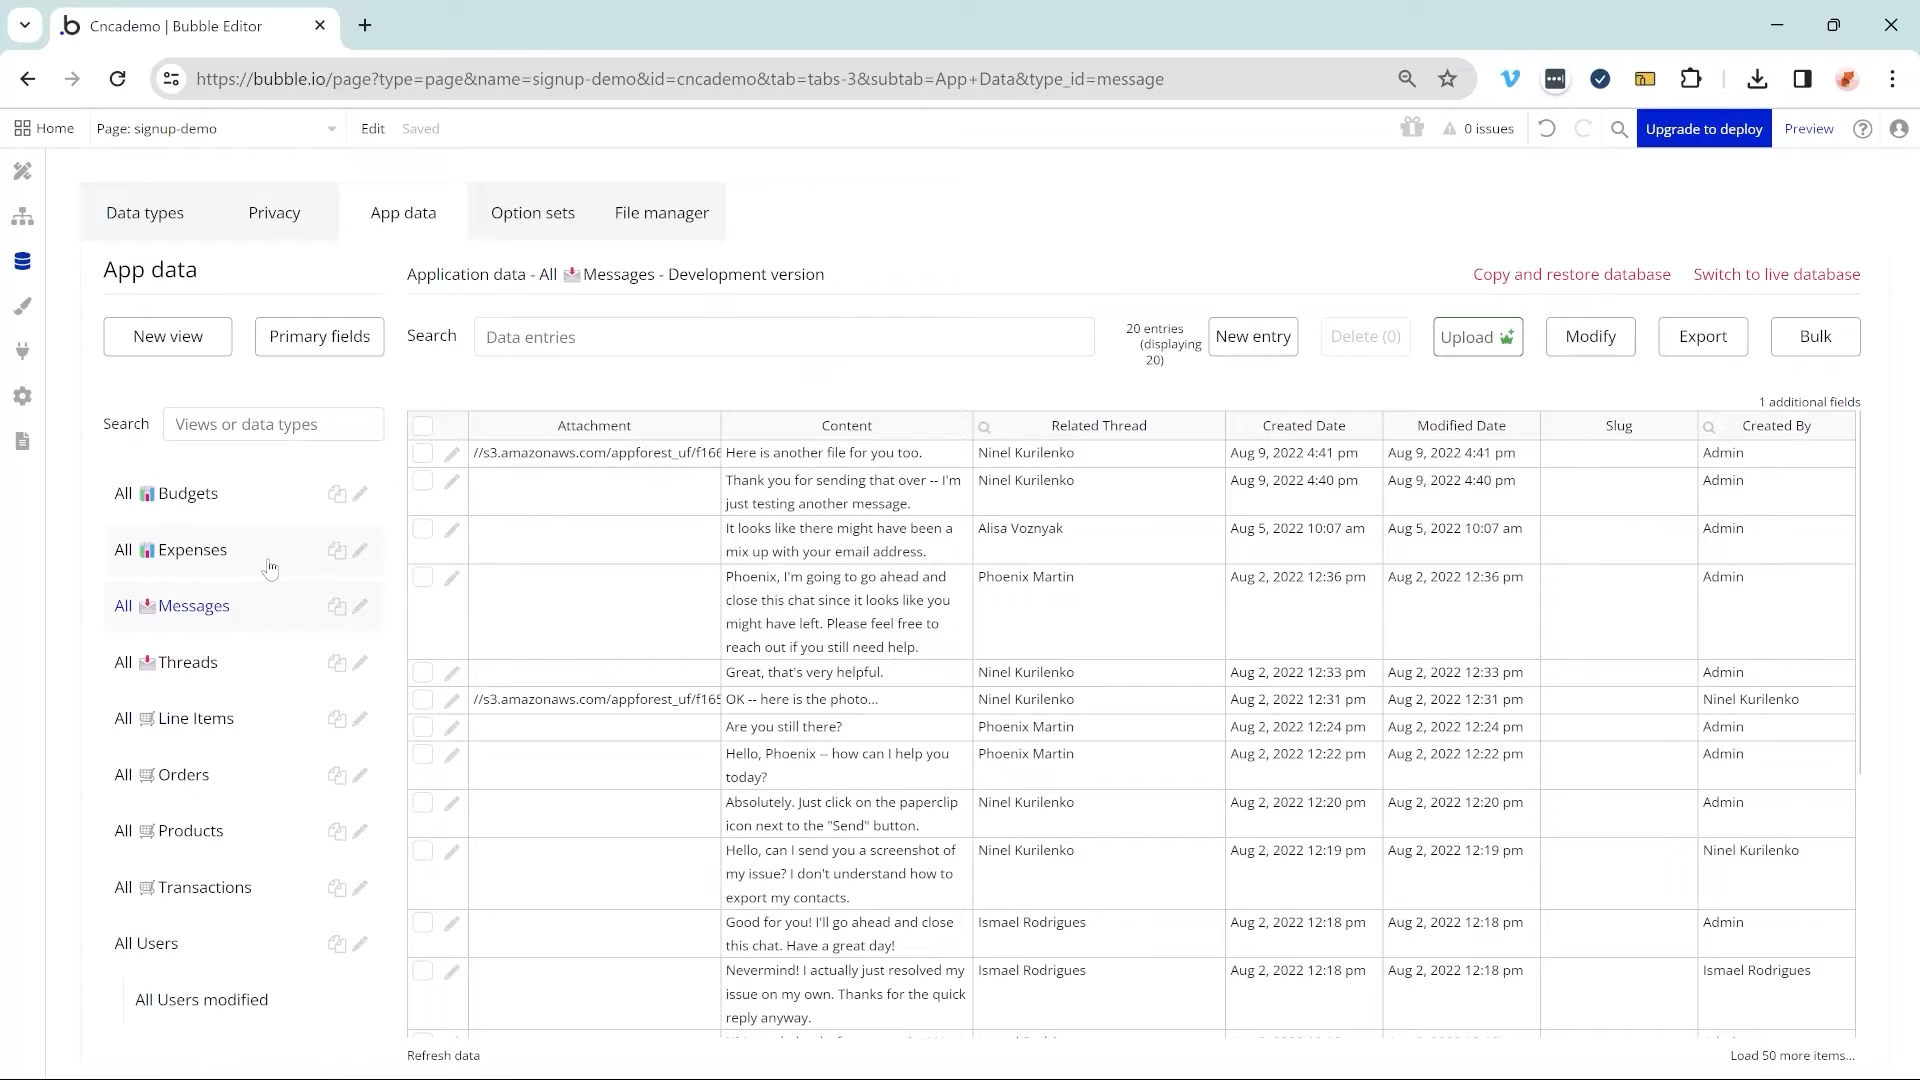 Cncademo | Bubble Editor
https://bubble.io/page?type=page&name=signup-demo&id=cncademo&tab=tabs-3&subtab=App+Data&type_id=message
Home
Page: signup-demo
Edit
Saved
0 issues
Upgrade to deploy
Preview
Data types
Privacy
App data
Option sets
File manager
App data
Application data - All 📩Messages - Development version
Copy and restore database
Switch to live database
New view
Primary fields
Search
Data entries
20 entries
(displaying
20)
New entry
Delete (0)
Upload
Modify
Export
Bulk
Search
Views or data types
1 additional fields
All 📊Budgets
All 📊Expenses
All 📩Messages
All 📩Threads
All 🛒Line Items
All 🛒Orders
All 🛒Products
All 🛒Transactions
All Users
All Users modified
Attachment
Content
Related Thread
Created Date
Modified Date
Slug
Created By
//s3.amazonaws.com/appforest_uf/f166
Here is another file for you too.
Ninel Kurilenko
Aug 9, 2022 4:41 pm
Aug 9, 2022 4:41 pm
Admin
Thank you for sending that over -- I'm
just testing another message.
Ninel Kurilenko
Aug 9, 2022 4:40 pm
Aug 9, 2022 4:40 pm
Admin
It looks like there might have been a
mix up with your email address.
Alisa Voznyak
Aug 5, 2022 10:07 am
Aug 5, 2022 10:07 am
Admin
Phoenix, I'm going to go ahead and
close this chat since it looks like you
might have left. Please feel free to
reach out if you still need help.
Phoenix Martin
Aug 2, 2022 12:36 pm
Aug 2, 2022 12:36 pm
Admin
Great, that's very helpful.
Ninel Kurilenko
Aug 2, 2022 12:33 pm
Aug 2, 2022 12:33 pm
Admin
//s3.amazonaws.com/appforest_uf/f165
OK -- here is the photo...
Ninel Kurilenko
Aug 2, 2022 12:31 pm
Aug 2, 2022 12:31 pm
Ninel Kurilenko
Are you still there?
Phoenix Martin
Aug 2, 2022 12:24 pm
Aug 2, 2022 12:24 pm
Admin
Hello, Phoenix -- how can I help you
today?
Phoenix Martin
Aug 2, 2022 12:22 pm
Aug 2, 2022 12:22 pm
Admin
Absolutely. Just click on the paperclip
icon next to the "Send" button.
Ninel Kurilenko
Aug 2, 2022 12:20 pm
Aug 2, 2022 12:20 pm
Admin
Hello, can I send you a screenshot of
my issue? I don't understand how to
export my contacts.
Ninel Kurilenko
Aug 2, 2022 12:19 pm
Aug 2, 2022 12:19 pm
Ninel Kurilenko
Good for you! I'll go ahead and close
this chat. Have a great day!
Ismael Rodrigues
Aug 2, 2022 12:18 pm
Aug 2, 2022 12:18 pm
Admin
Nevermind! I actually just resolved my
issue on my own. Thanks for the quick
reply anyway.
Ismael Rodrigues
Aug 2, 2022 12:18 pm
Aug 2, 2022 12:18 pm
Ismael Rodrigues
Refresh data
Load 50 more items...